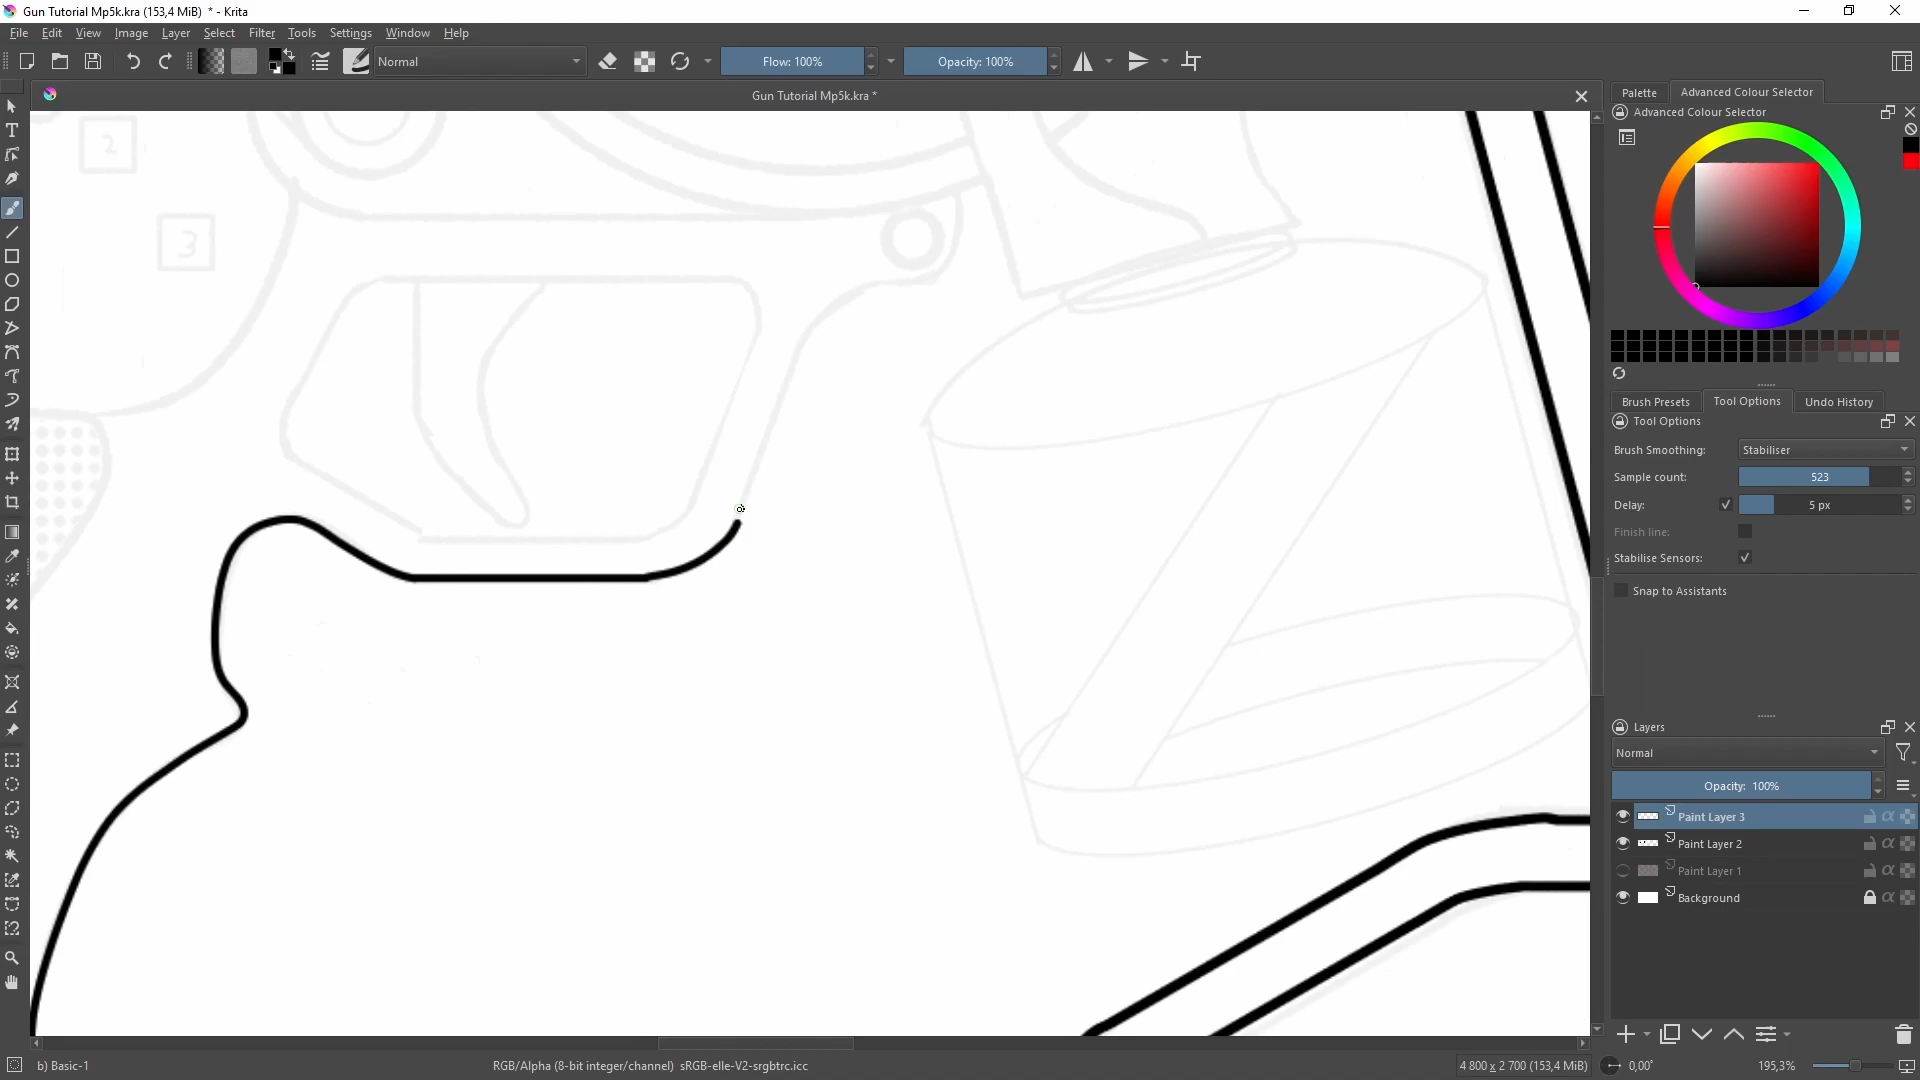 Gun Tutorial Mp5k.kra (153,4 MiB) * - Krita
File Edit View Image Layer Select Filter Tools Settings Window Help
Normal Flow: 100% Opacity: 100%
Gun Tutorial Mp5k.kra *
Palette Advanced Colour Selector
Advanced Colour Selector
2
3
Brush Presets Tool Options Undo History
Tool Options
Brush Smoothing: Stabiliser
Sample count: 523
Delay: 5 px
Finish line:
Stabilise Sensors:
Snap to Assistants
Layers
Normal
Opacity: 100%
Paint Layer 3
Paint Layer 2
Paint Layer 1
Background
b) Basic-1 RGB/Alpha (8-bit integer/channel) sRGB-elle-V2-srgbtrc.icc 4 800 x 2 700 (153,4 MiB) 0,00° 195,3%